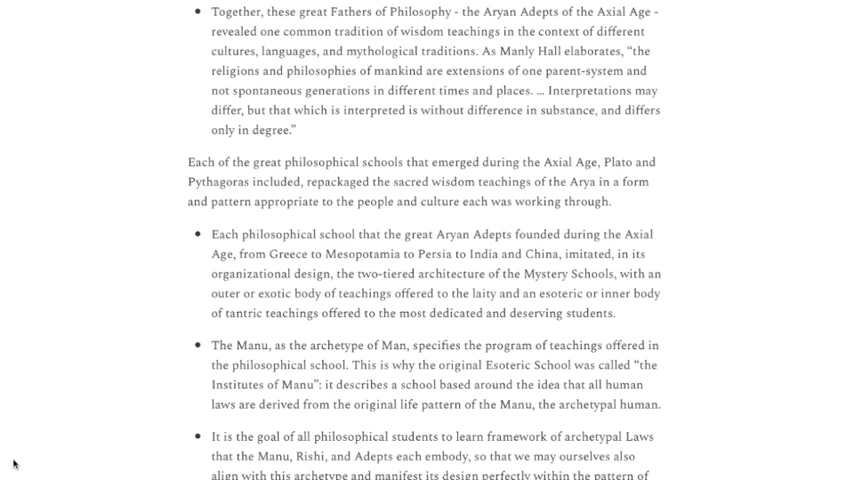 Together, these great Fathers of Philosophy - the Aryan Adepts of the Axial Age -
revealed one common tradition of wisdom teachings in the context of different
cultures, languages, and mythological traditions. As Manly Hall elaborates, “the
religions and philosophies of mankind are extensions of one parent-system and
not spontaneous generations in different times and places. ... Interpretations may
differ, but that which is interpreted is without difference in substance, and differs
only in degree.”
Each of the great philosophical schools that emerged during the Axial Age, Plato and
Pythagoras included, repackaged the sacred wisdom teachings of the Arya in a form
and pattern appropriate to the people and culture each was working through.
Each philosophical school that the great Aryan Adepts founded during the Axial
Age, from Greece to Mesopotamia to Persia to India and China, imitated, in its
organizational design, the two-tiered architecture of the Mystery Schools, with an
outer or exotic body of teachings offered to the laity and an esoteric or inner body
of tantric teachings offered to the most dedicated and deserving students.
The Manu, as the archetype of Man, specifies the program of teachings offered in
the philosophical school. This is why the original Esoteric School was called “the
Institutes of Manu”: it describes a school based around the idea that all human
laws are derived from the original life pattern of the Manu, the archetypal human.
It is the goal of all philosophical students to learn framework of archetypal Laws
that the Manu, Rishi, and Adepts each embody, so that we may ourselves also
align with this archetype and manifest its design perfectly within the pattern of